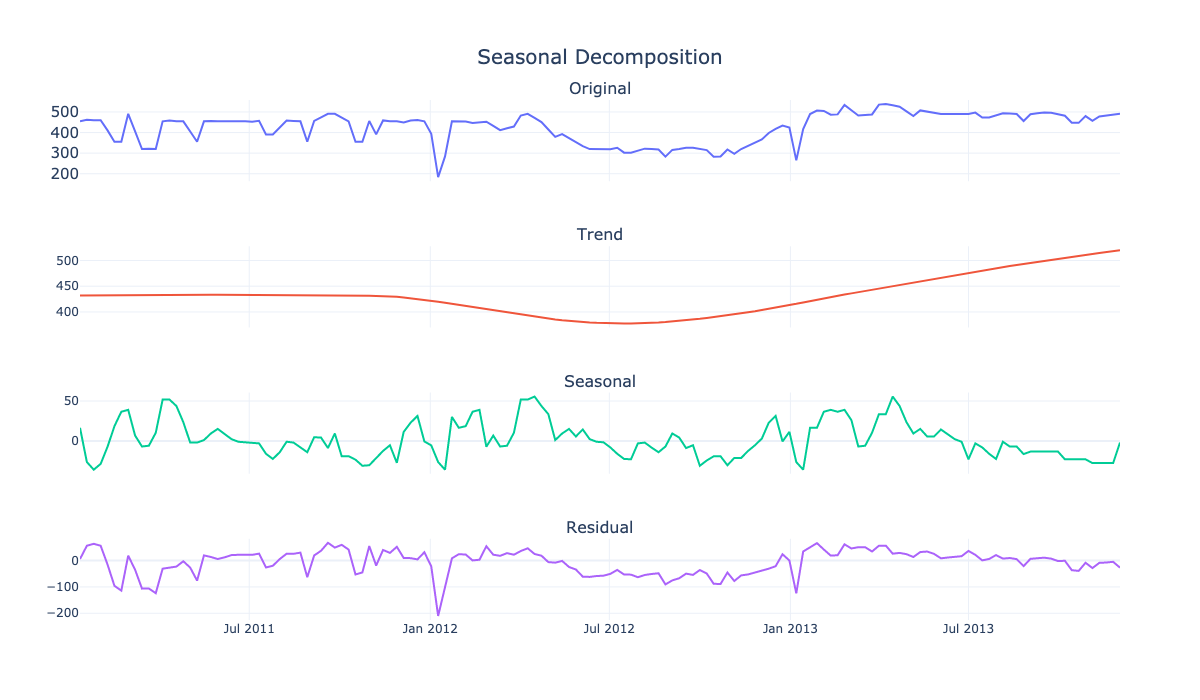 Seasonal Decomposition
Original
500
400
300
200
Trend
500
450
400
Seasonal
50
0
Residual
0
−100
−200
Jul 2011 Jan 2012 Jul 2012 Jan 2013 Jul 2013